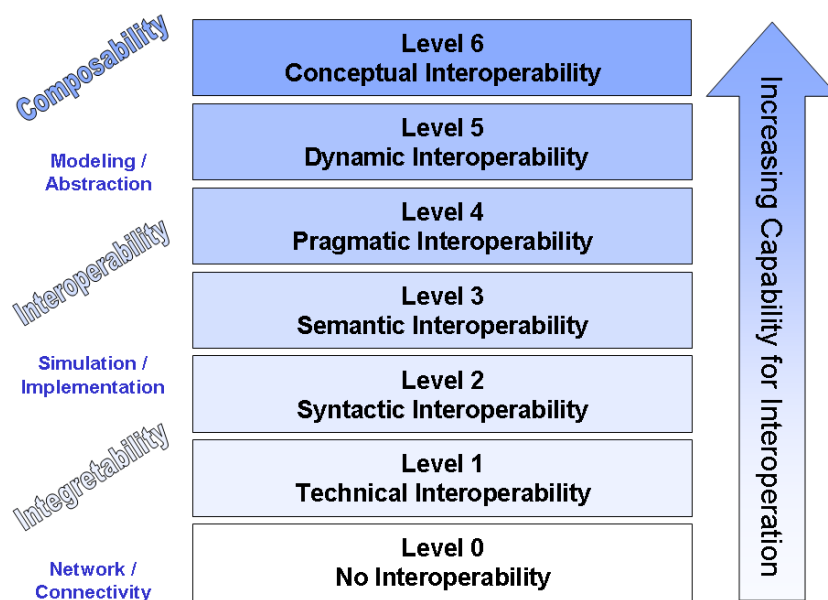 Composability
Level 6
Conceptual Interoperability
Level 5
Dynamic Interoperability
Modeling /
Abstraction
Level 4
Pragmatic Interoperability
Interoperability
Level 3
Semantic Interoperability
Simulation /
Implementation
Level 2
Syntactic Interoperability
Integretability
Level 1
Technical Interoperability
Level 0
No Interoperability
Network /
Connectivity
Increasing Capability for Interoperation